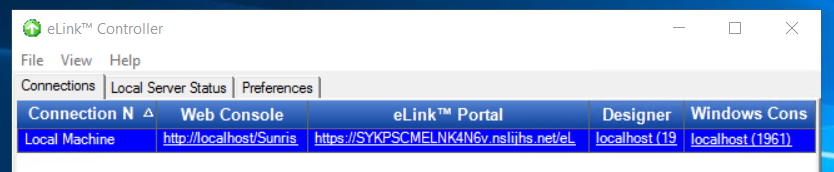 eLink™ Controller
File View Help
Connections Local Server Status Preferences
Connection N Web Console eLink™ Portal Designer Windows Cons
Local Machine http://localhost/Sunris https://SYKPSCMELNK4N6v.nslijhs.net/eL localhost (19 localhost (1961)